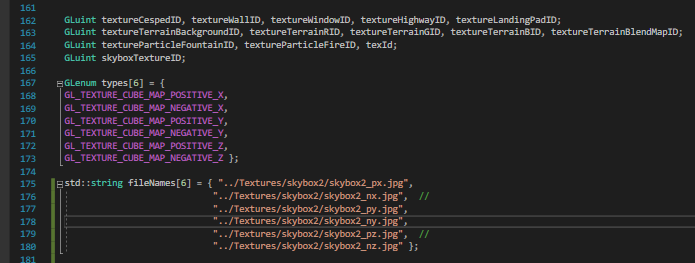 161
162 GLuint textureCespedID, textureWallID, textureWindowID, textureHighwayID, textureLandingPadID;
163 GLuint textureTerrainBackgroundID, textureTerrainRID, textureTerrainGID, textureTerrainBID, textureTerrainBlendMapID;
164 GLuint textureParticleFountainID, textureParticleFireID, texId;
165 GLuint skyboxTextureID;
166
167 GLenum types[6] = {
168 GL_TEXTURE_CUBE_MAP_POSITIVE_X,
169 GL_TEXTURE_CUBE_MAP_NEGATIVE_X,
170 GL_TEXTURE_CUBE_MAP_POSITIVE_Y,
171 GL_TEXTURE_CUBE_MAP_NEGATIVE_Y,
172 GL_TEXTURE_CUBE_MAP_POSITIVE_Z,
173 GL_TEXTURE_CUBE_MAP_NEGATIVE_Z };
174
175 std::string fileNames[6] = { "../Textures/skybox2/skybox2_px.jpg",
176 "../Textures/skybox2/skybox2_nx.jpg", //
177 "../Textures/skybox2/skybox2_py.jpg",
178 "../Textures/skybox2/skybox2_ny.jpg",
179 "../Textures/skybox2/skybox2_pz.jpg", //
180 "../Textures/skybox2/skybox2_nz.jpg" };
181